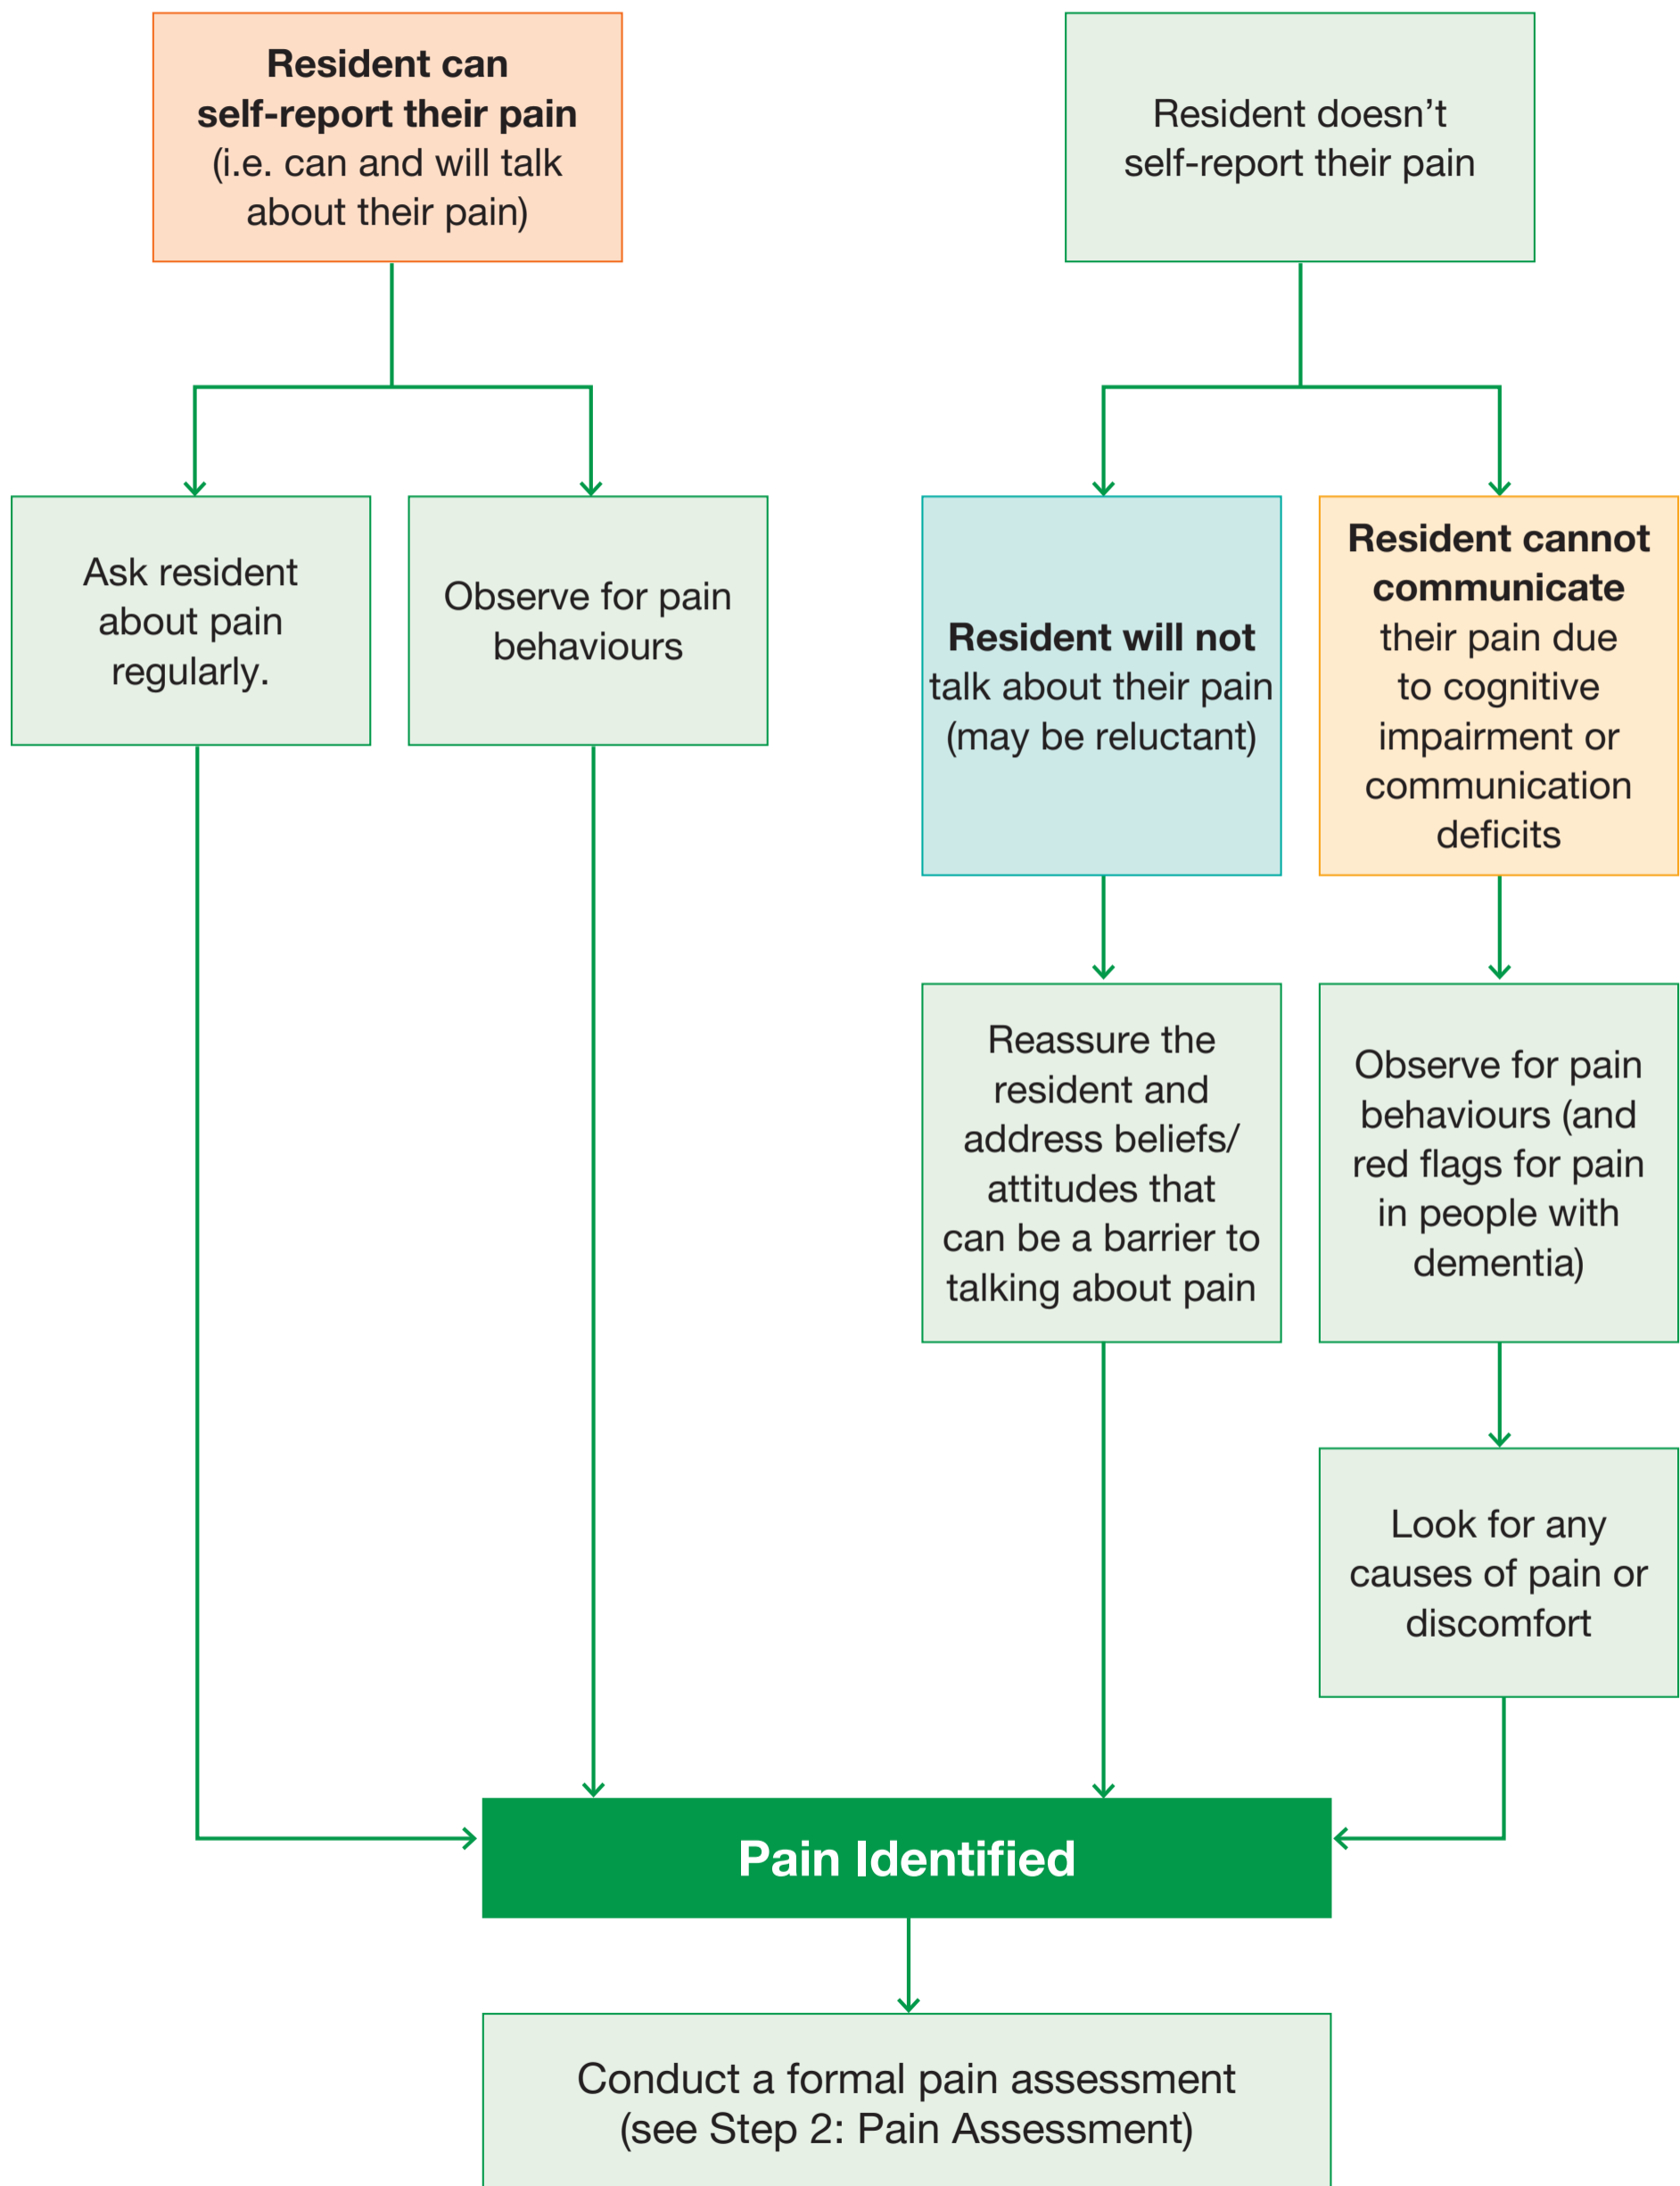 Resident can
self-report their pain
(i.e. can and will talk
about their pain)
Resident doesn't
self-report their pain
Ask resident
about pain
regularly.
Observe for pain
behaviours
Resident will not
talk about their pain
(may be reluctant)
Resident cannot
communicate
their pain due
to cognitive
impairment or
communication
deficits
Reassure the
resident and
address beliefs/
attitudes that
can be a barrier to
talking about pain
Observe for pain
behaviours (and
red flags for pain
in people with
dementia)
Look for any
causes of pain or
discomfort
Pain Identified
Conduct a formal pain assessment
(see Step 2: Pain Assessment)